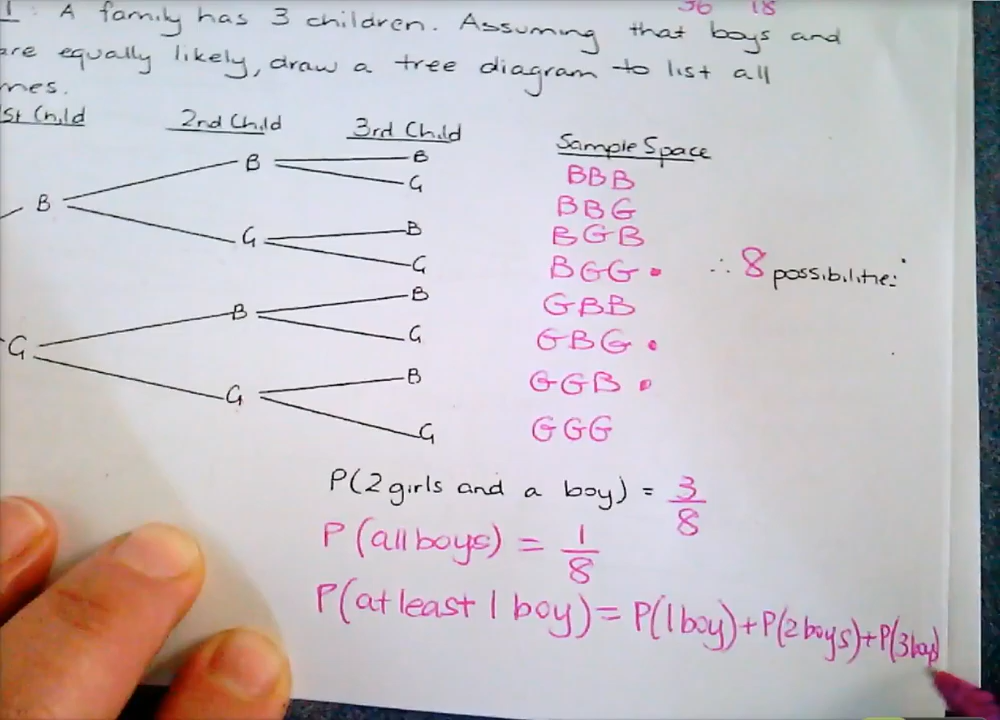 36 18
1: A family has 3 children. Assuming that boys and
are equally likely, draw a tree diagram to list all
mes.
1st Child 2nd Child 3rd Child Sample Space
B B B BBB
G BBG
G B BGB
G BGG • ∴ 8 possibilities
G B B GBB
G GBG •
G B GGB •
G GGG
P(2 girls and a boy) = 3/8
P(all boys) = 1/8
P(at least 1 boy) = P(1 boy) + P(2 boys) + P(3 boys)